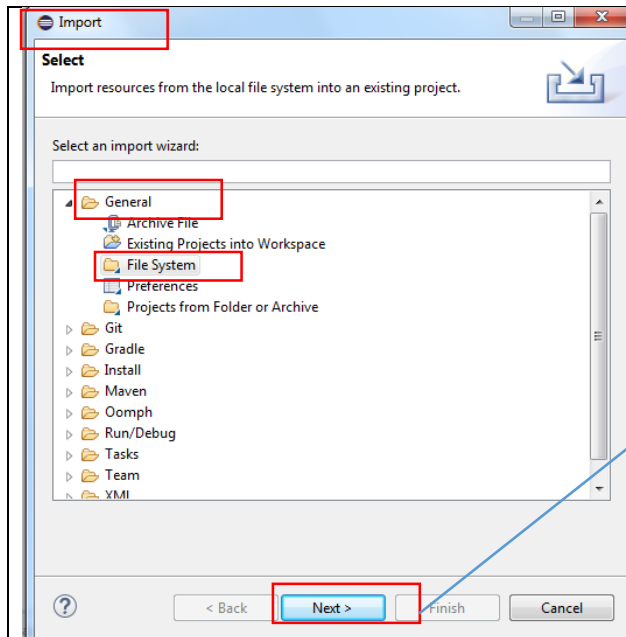 Import
Select
Import resources from the local file system into an existing project.
Select an import wizard:
General
Archive File
Existing Projects into Workspace
File System
Preferences
Projects from Folder or Archive
Git
Gradle
Install
Maven
Oomph
Run/Debug
Tasks
Team
XML
? < Back Next > Finish Cancel